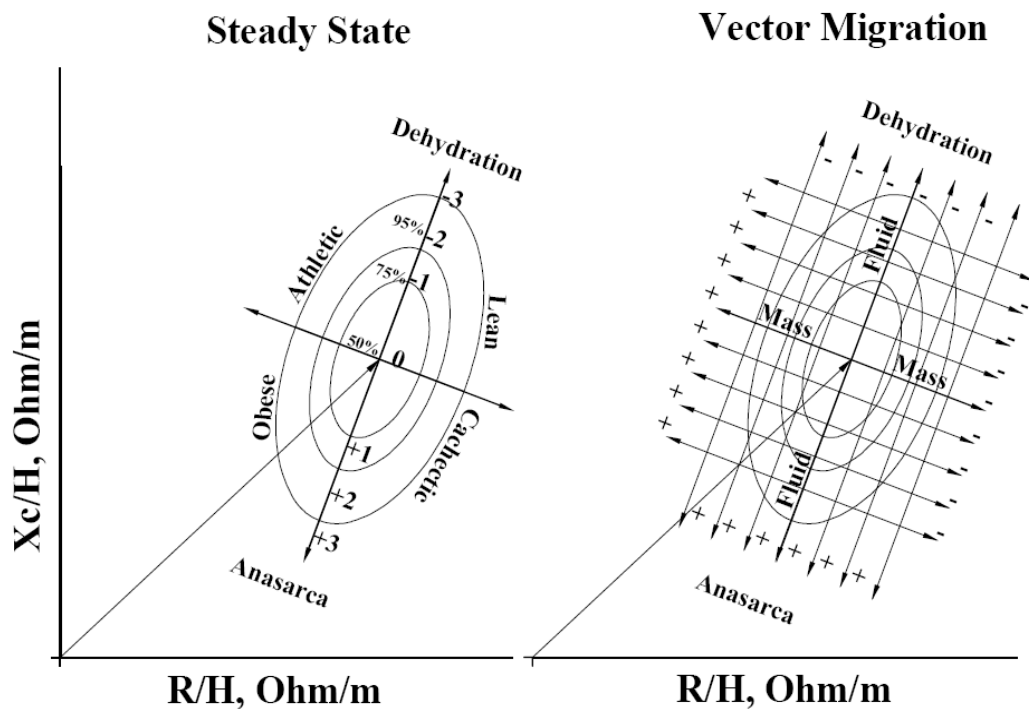 Steady State
Xc/H, Ohm/m
Dehydration
-3
95%
-2
75%
-1
Athletic
Lean
50%
0
Obese
Cachectic
+1
+2
+3
Anasarca
R/H, Ohm/m
Vector Migration
Dehydration
- - - - - - -
+ + + + + + + +
- - - - - - - -
Fluid
Mass
Mass
Fluid
+ + + + + +
Anasarca
R/H, Ohm/m